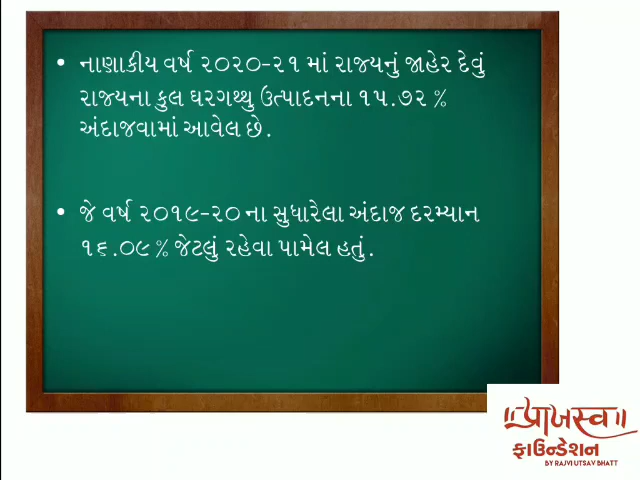 • નાણાકીય વર્ષ ૨૦૨૦-૨૧ માં રાજ્યનું જાહેર દેવું
રાજ્યના કુલ ઘરગથ્થુ ઉત્પાદનના ૧૫.૭૨ %
અંદાજવામાં આવેલ છે.
• જે વર્ષ ૨૦૧૯-૨૦ ના સુધારેલા અંદાજ દરમ્યાન
૧૬.૦૯ % જેટલું રહેવા પામેલ હતું.
॥પ્રાજસ્વ॥
ફાઉન્ડેશન
BY RAJVI UTSAV BHATT